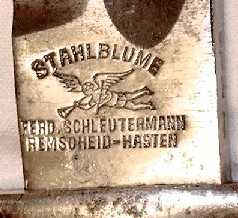 STAHLBLUME
FERD. SCHLEUTERMANN
REMSCHEID-HASTEN